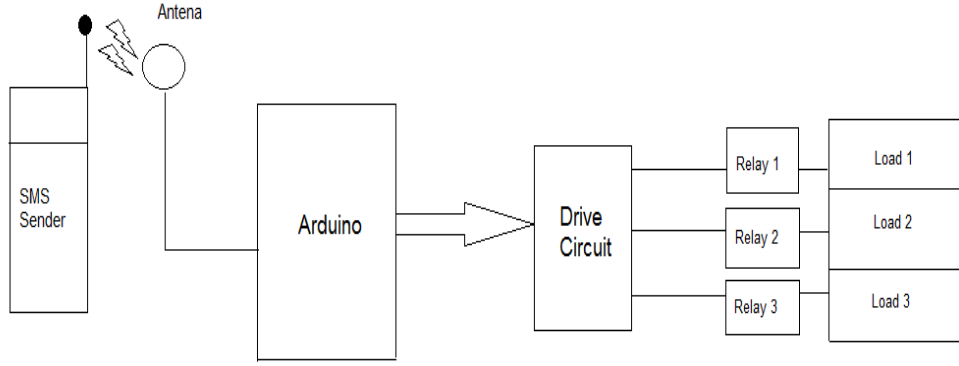 Antena
SMS
Sender
Arduino
Drive
Circuit
Relay 1
Relay 2
Relay 3
Load 1
Load 2
Load 3